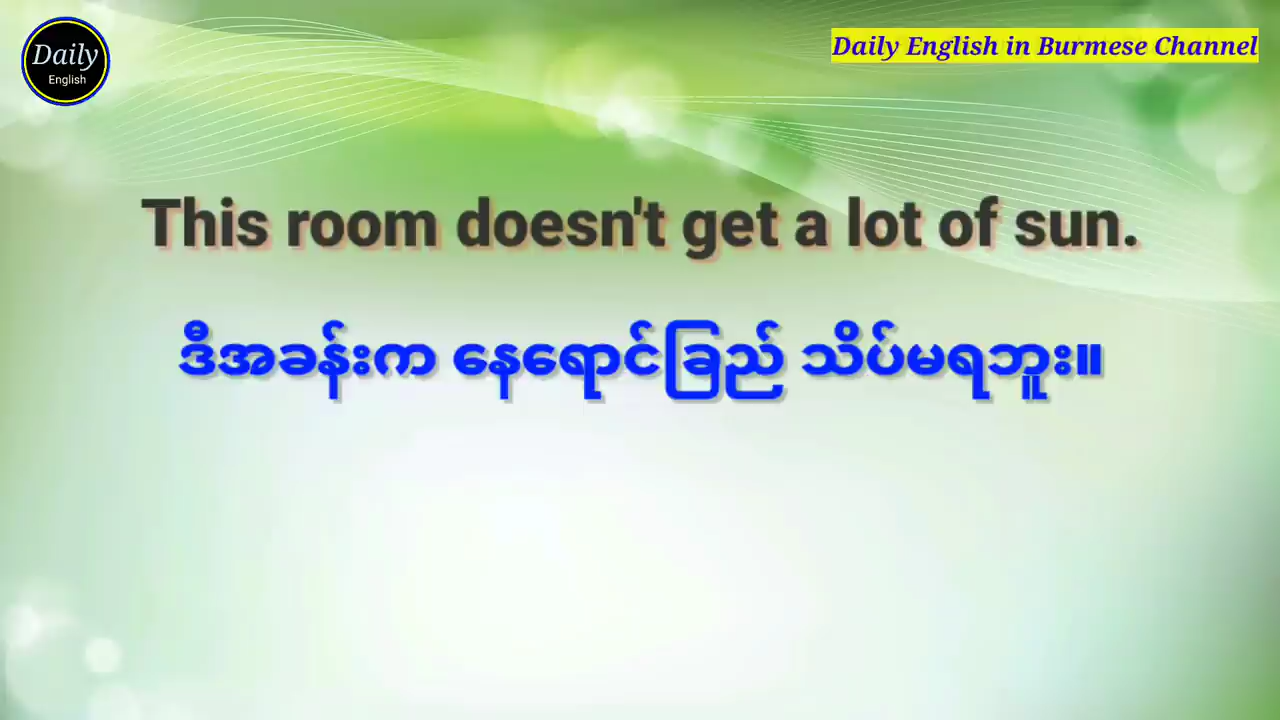 Daily
English
Daily English in Burmese Channel
This room doesn't get a lot of sun.
ဒီအခန်းက နေရောင်ခြည် သိပ်မရဘူး။